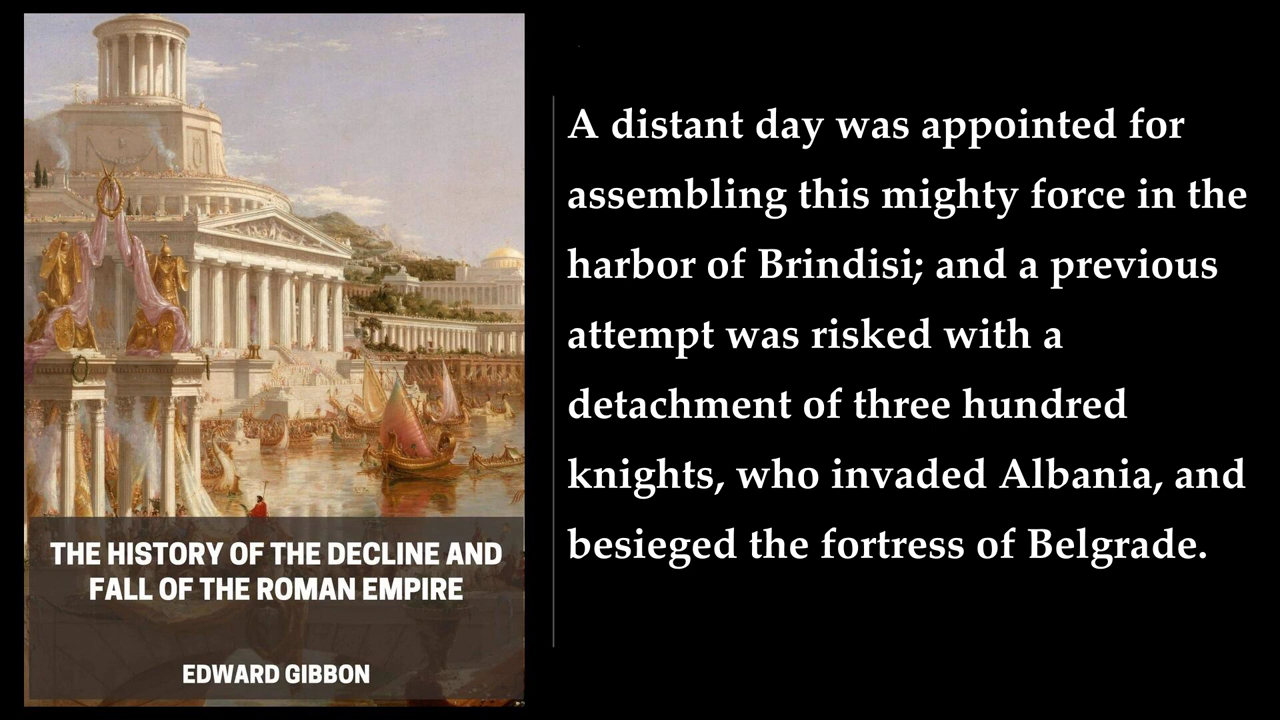 THE HISTORY OF THE DECLINE AND
FALL OF THE ROMAN EMPIRE
EDWARD GIBBON
A distant day was appointed for
assembling this mighty force in the
harbor of Brindisi; and a previous
attempt was risked with a
detachment of three hundred
knights, who invaded Albania, and
besieged the fortress of Belgrade.